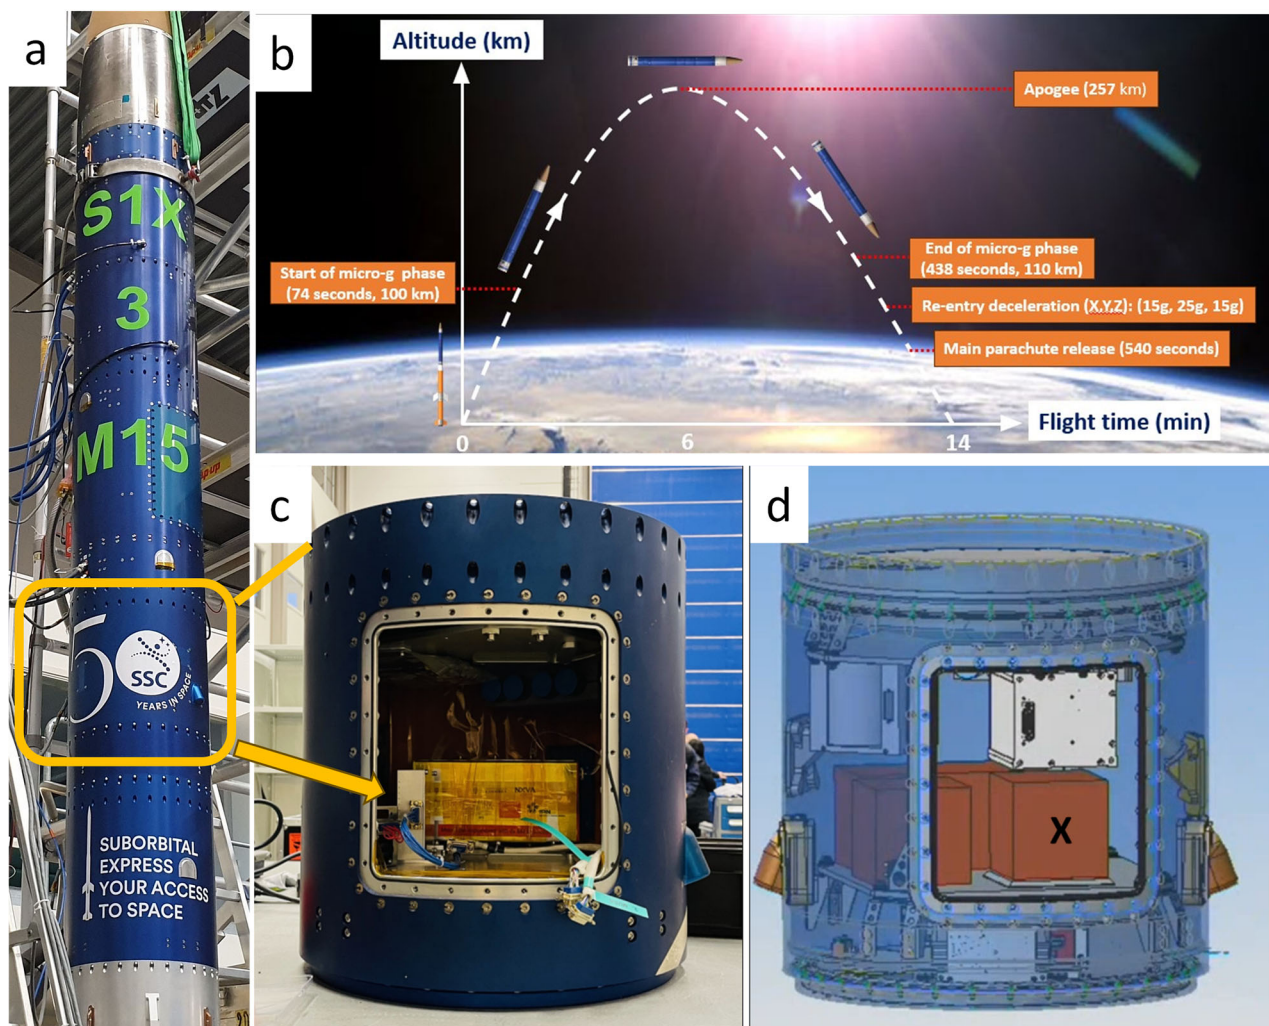 a
S1X
3
M15
50
SSC
YEARS IN SPACE
SUBORBITAL
EXPRESS
YOUR ACCESS
TO SPACE
b
Altitude (km)
Apogee (257 km)
Start of micro-g phase
(74 seconds, 100 km)
End of micro-g phase
(438 seconds, 110 km)
Re-entry deceleration (X,Y,Z): (15g, 25g, 15g)
Main parachute release (540 seconds)
Flight time (min)
0
6
14
c
d
X